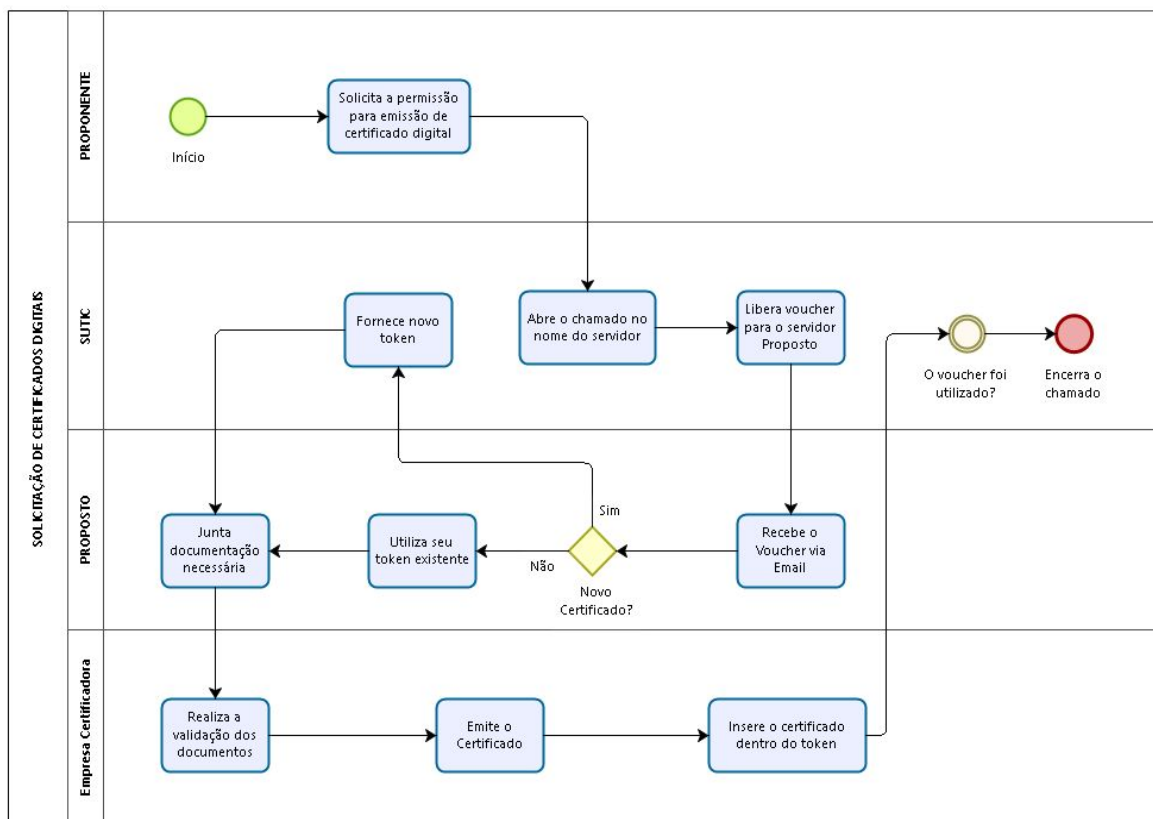 SOLICITAÇÃO DE CERTIFICADOS DIGITAIS
PROPONENTE
Início
Solicita a permissão
para emissão de
certificado digital
SUTIC
Fornece novo
token
Abre o chamado no
nome do servidor
Libera voucher
para o servidor
Proposto
O voucher foi
utilizado?
Encerra o
chamado
PROPOSTO
Junta
documentação
necessária
Utiliza seu
token existente
Não
Sim
Novo
Certificado?
Recebe o
Voucher via
Email
Empresa Certificadora
Realiza a
validação dos
documentos
Emite o
Certificado
Insere o certificado
dentro do token